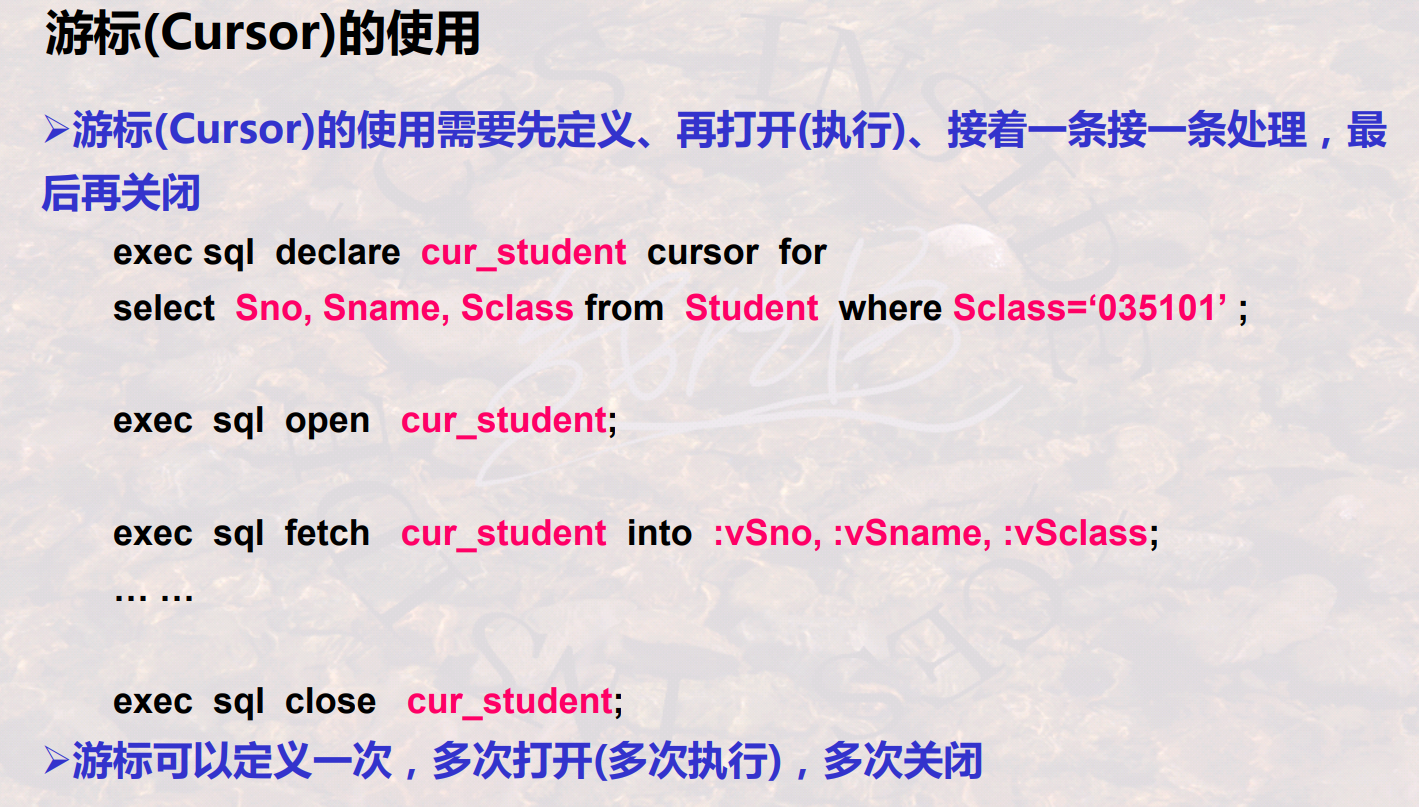 游标(Cursor)的使用
➢游标(Cursor)的使用需要先定义、再打开(执行)、接着一条接一条处理，最
后再关闭
exec sql declare cur_student cursor for
select Sno, Sname, Sclass from Student where Sclass=‘035101’ ;
exec sql open cur_student;
exec sql fetch cur_student into :vSno, :vSname, :vSclass;
… …
exec sql close cur_student;
➢游标可以定义一次，多次打开(多次执行)，多次关闭